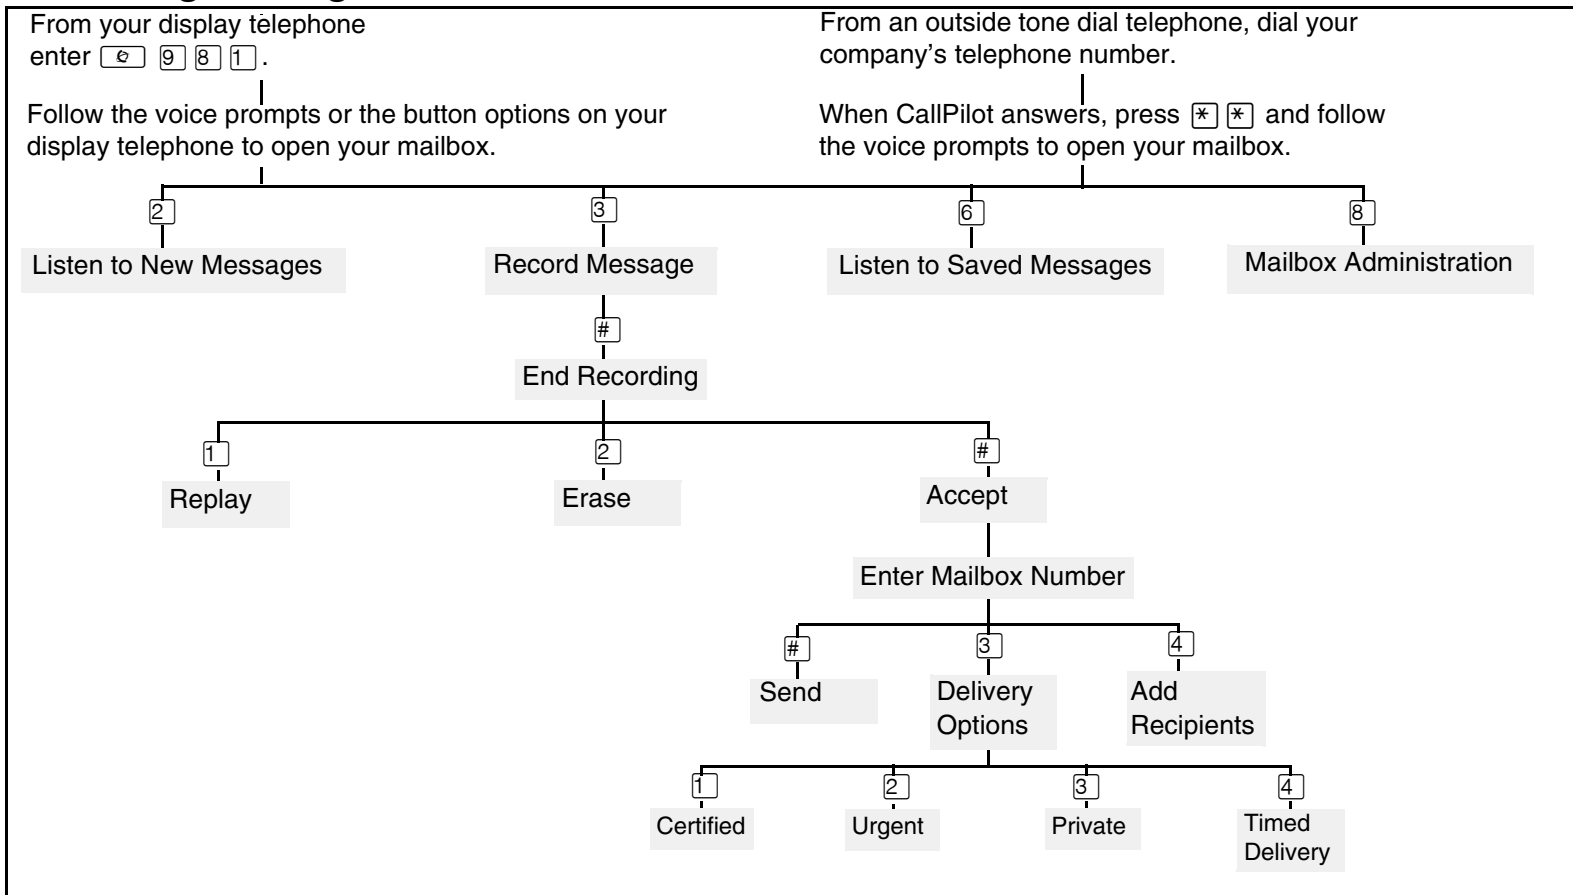 From your display telephone
enter 9 8 1 .
From an outside tone dial telephone, dial your
company's telephone number.
Follow the voice prompts or the button options on your
display telephone to open your mailbox.
When CallPilot answers, press * * and follow
the voice prompts to open your mailbox.
2
3
6
8
Listen to New Messages
Record Message
Listen to Saved Messages
Mailbox Administration
#
End Recording
1
2
#
Replay
Erase
Accept
Enter Mailbox Number
#
3
4
Send
Delivery
Options
Add
Recipients
1
2
3
4
Certified
Urgent
Private
Timed
Delivery